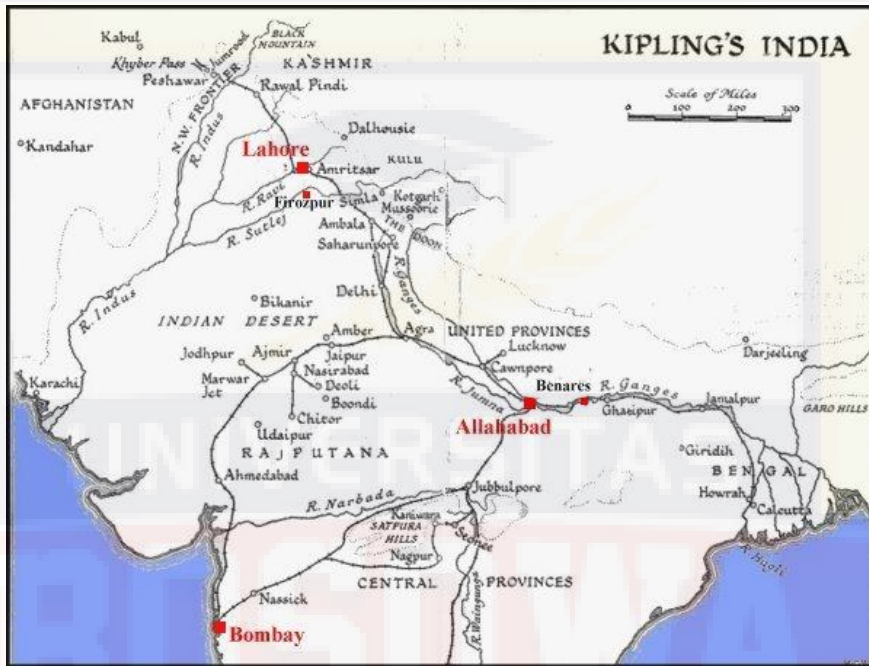 KIPLING'S INDIA
Scale of Miles
0 100 200 300
BLACK MOUNTAIN
Kabul
Jumrood
Khyber Pass
Peshawar
KASHMIR
Rawal Pindi
AFGHANISTAN
N.W. FRONTIER
R. Indus
Kandahar
Dalhousie
Lahore
Amritsar
KULU
R. Ravi
Firozpur
Simla
Kotgarh
Mussoorie
R. Sutlej
Ambala
THE DOON
Saharunpore
R. Ganges
R. Indus
Delhi
Bikanir
INDIAN DESERT
Amber
Agra
UNITED PROVINCES
Lucknow
Darjeeling
Jodhpur
Ajmir
Jaipur
Nasirabad
Cawnpore
Karachi
Marwar Jet
Deoli
R. Jumna
Benares
R. Ganges
Boondi
Chitor
Allahabad
Ghazipur
Jamalpur
GARO HILLS
Udaipur
RAJPUTANA
Giridih
BENGAL
UNIVERSITAS
Ahmedabad
R. Narbada
Jubbulpore
Howrah
Calcutta
Kaniwara
SATPURA HILLS
Seonee
R. Hugli
Nagpur
CENTRAL PROVINCES
Nassick
R. Wainganga
BOSOWA
Bombay